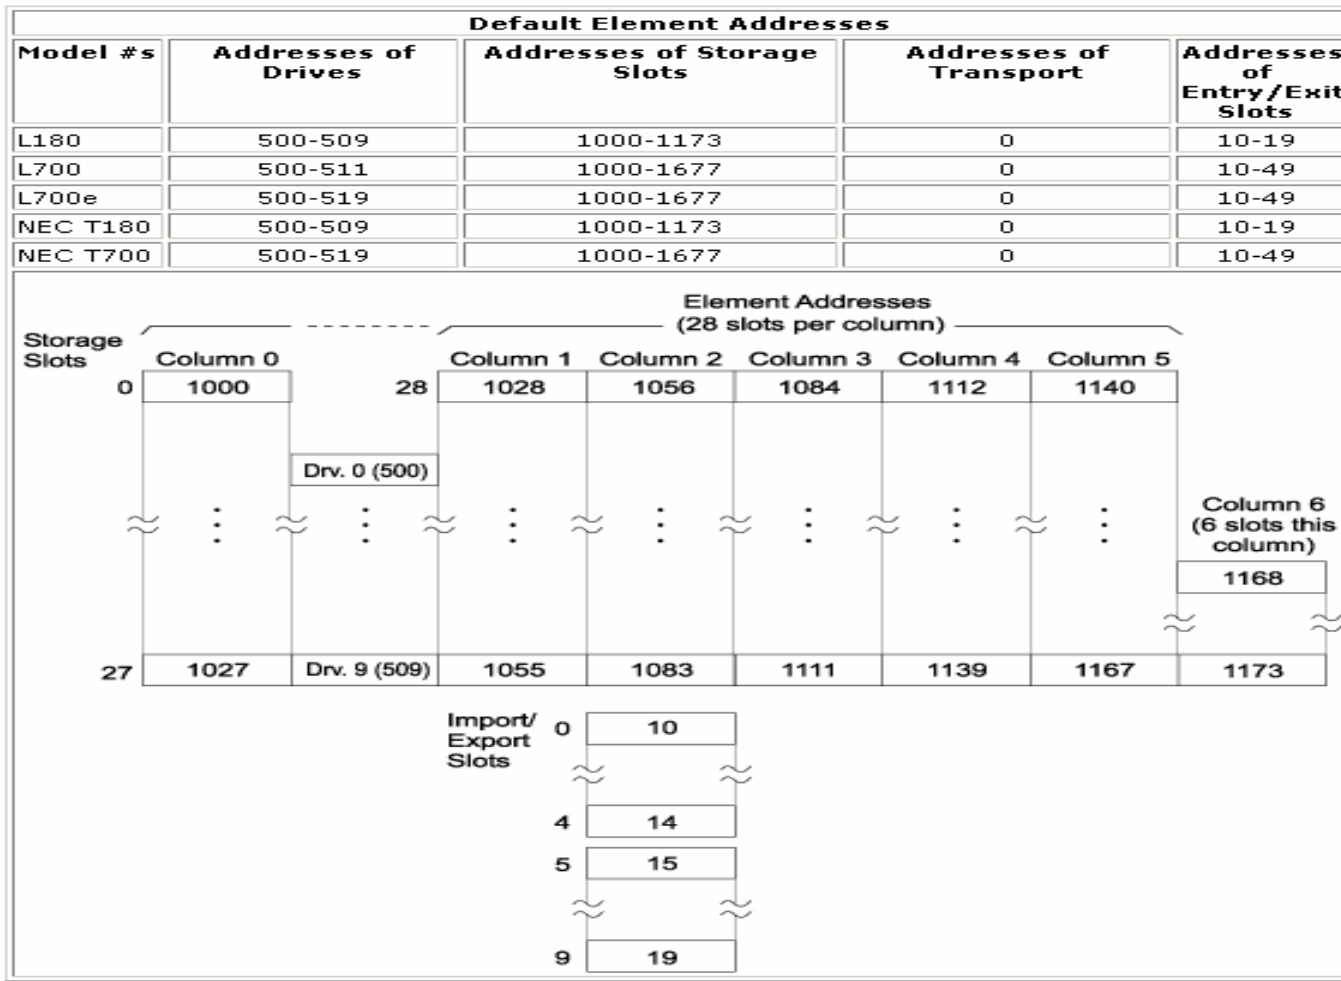 Default Element Addresses
Model #s Addresses of Drives Addresses of Storage Slots Addresses of Transport Addresses of Entry/Exit Slots
L180 500-509 1000-1173 0 10-19
L700 500-511 1000-1677 0 10-49
L700e 500-519 1000-1677 0 10-49
NEC T180 500-509 1000-1173 0 10-19
NEC T700 500-519 1000-1677 0 10-49
Element Addresses
(28 slots per column)
Storage
Slots
Column 0 Column 1 Column 2 Column 3 Column 4 Column 5
0 1000 28 1028 1056 1084 1112 1140
Drv. 0 (500)
Column 6
(6 slots this
column)
1168
27 1027 Drv. 9 (509) 1055 1083 1111 1139 1167 1173
Import/
Export
Slots
0 10
4 14
5 15
9 19